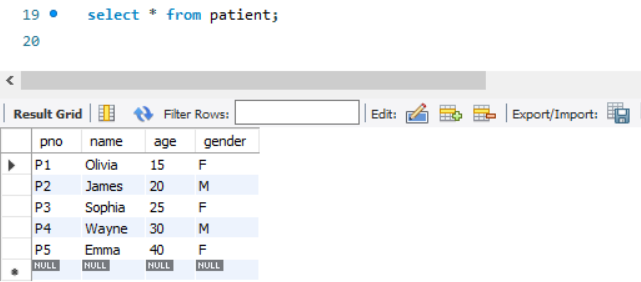 19 select * from patient;
20
Result Grid Filter Rows: Edit: Export/Import:
pno name age gender
P1 Olivia 15 F
P2 James 20 M
P3 Sophia 25 F
P4 Wayne 30 M
P5 Emma 40 F
NULL NULL NULL NULL